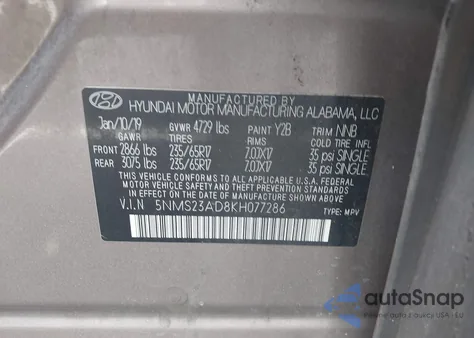 MANUFACTURED BY
HYUNDAI MOTOR MANUFACTURING ALABAMA, LLC
Jan/10/19 GVWR 4729 lbs PAINT Y2B TRIM NNB
GAWR TIRES RIMS COLD TIRE INFL
FRONT 2866 lbs 235/65R17 7.0JX17 35 psi SINGLE
REAR 3075 lbs 235/65R17 7.0JX17 35 psi SINGLE
THIS VEHICLE CONFORMS TO ALL APPLICABLE
U.S. FEDERAL MOTOR VEHICLE SAFETY AND
THEFT PREVENTION STANDARDS IN EFFECT ON
THE DATE OF MANUFACTURE SHOWN ABOVE.
V.I.N 5NMS23AD8KH077286 TYPE: MPV
autoSnap